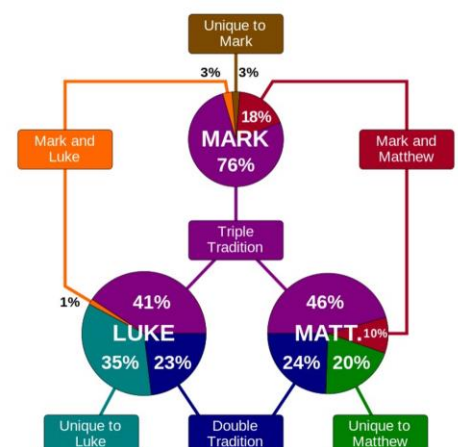 Unique to
Mark
3%
3%
18%
MARK
76%
Mark and
Luke
Mark and
Matthew
Triple
Tradition
1%
41%
LUKE
35%
23%
46%
MATT.
10%
24%
20%
Unique to
Luke
Double
Tradition
Unique to
Matthew